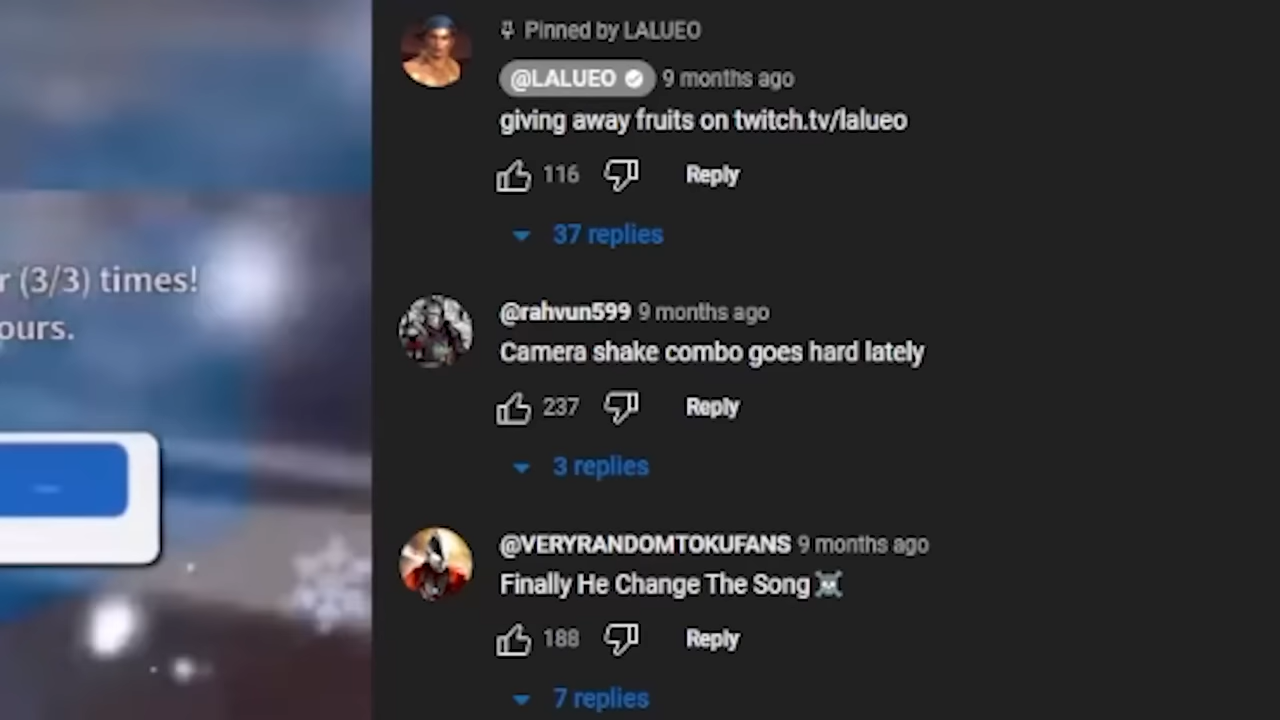 r (3/3) times!
ours.
Pinned by LALUEO
@LALUEO 9 months ago
giving away fruits on twitch.tv/lalueo
116 Reply
37 replies
@rahvun599 9 months ago
Camera shake combo goes hard lately
237 Reply
3 replies
@VERYRANDOMTOKUFANS 9 months ago
Finally He Change The Song☠️
188 Reply
7 replies